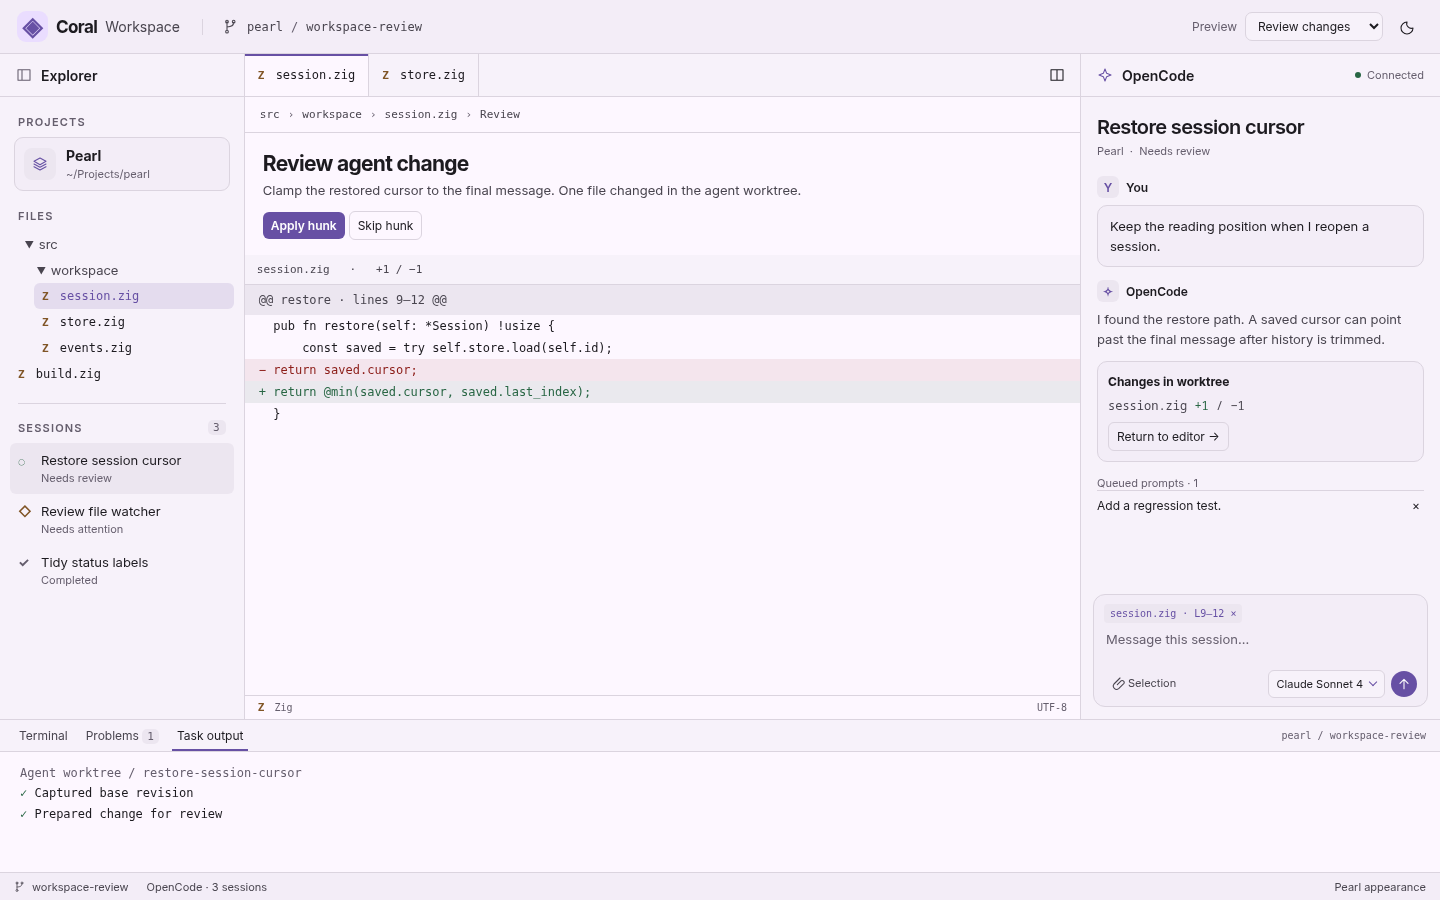 Coral Workspace
pearl / workspace-review
Preview
Review changes
Explorer
PROJECTS
Pearl
~/Projects/pearl
FILES
▼ src
▼ workspace
Z session.zig
Z store.zig
Z events.zig
Z build.zig
SESSIONS 3
Restore session cursor
Needs review
Review file watcher
Needs attention
Tidy status labels
Completed
Z session.zig
Z store.zig
src › workspace › session.zig › Review
Review agent change
Clamp the restored cursor to the final message. One file changed in the agent worktree.
Apply hunk
Skip hunk
session.zig · +1 / −1
@@ restore · lines 9–12 @@
pub fn restore(self: *Session) !usize {
const saved = try self.store.load(self.id);
− return saved.cursor;
+ return @min(saved.cursor, saved.last_index);
}
Z Zig
UTF-8
OpenCode
Connected
Restore session cursor
Pearl · Needs review
Y You
Keep the reading position when I reopen a
session.
OpenCode
I found the restore path. A saved cursor can point
past the final message after history is trimmed.
Changes in worktree
session.zig +1 / −1
Return to editor →
Queued prompts · 1
Add a regression test. ×
session.zig · L9–12 ×
Message this session…
Selection
Claude Sonnet 4
Terminal
Problems 1
Task output
pearl / workspace-review
Agent worktree / restore-session-cursor
✓ Captured base revision
✓ Prepared change for review
workspace-review
OpenCode · 3 sessions
Pearl appearance